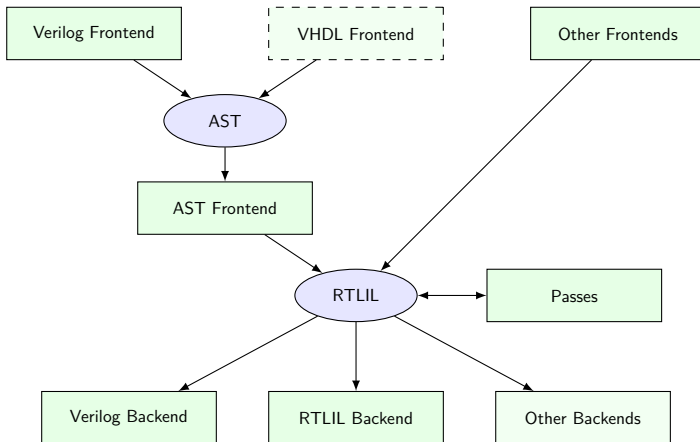 Verilog Frontend
VHDL Frontend
Other Frontends
AST
AST Frontend
RTLIL
Passes
Verilog Backend
RTLIL Backend
Other Backends